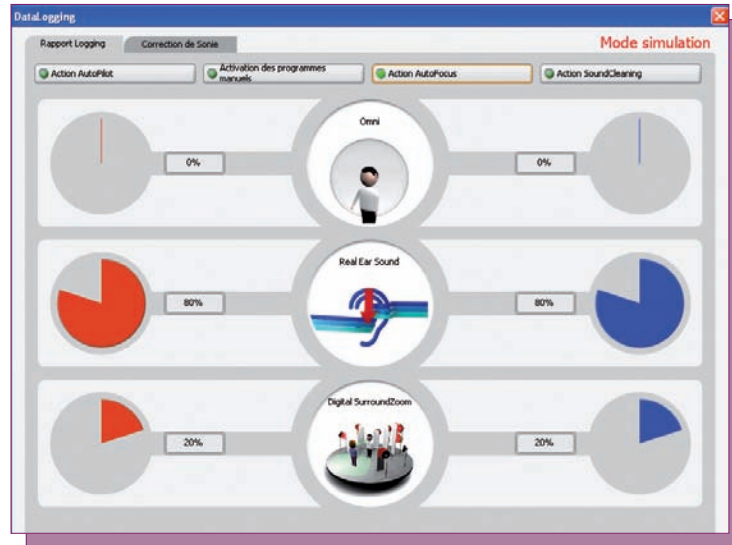 DataLogging
Rapport Logging
Correction de Sonie
Mode simulation
Action AutoPilot
Activation des programmes
manuels
Action AutoFocus
Action SoundCleaning
Omni
0%
0%
Real Ear Sound
80%
80%
Digital SurroundZoom
20%
20%